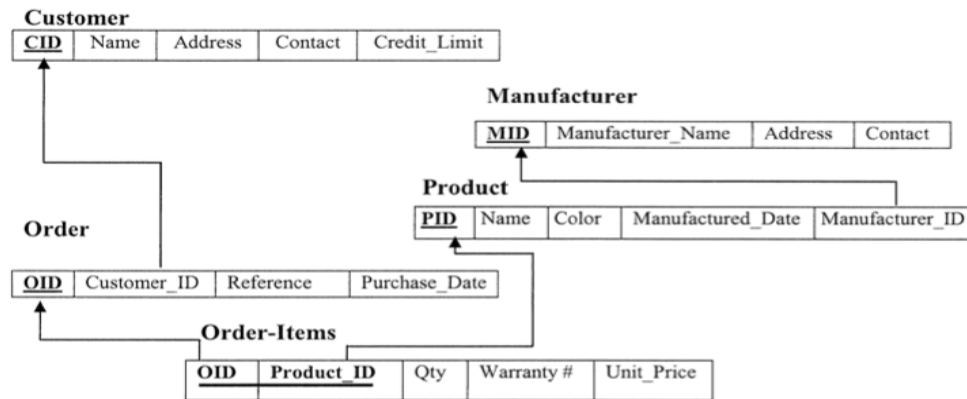 Customer
CID Name Address Contact Credit_Limit
Manufacturer
MID Manufacturer_Name Address Contact
Product
PID Name Color Manufactured_Date Manufacturer_ID
Order
OID Customer_ID Reference Purchase_Date
Order-Items
OID Product_ID Qty Warranty # Unit_Price